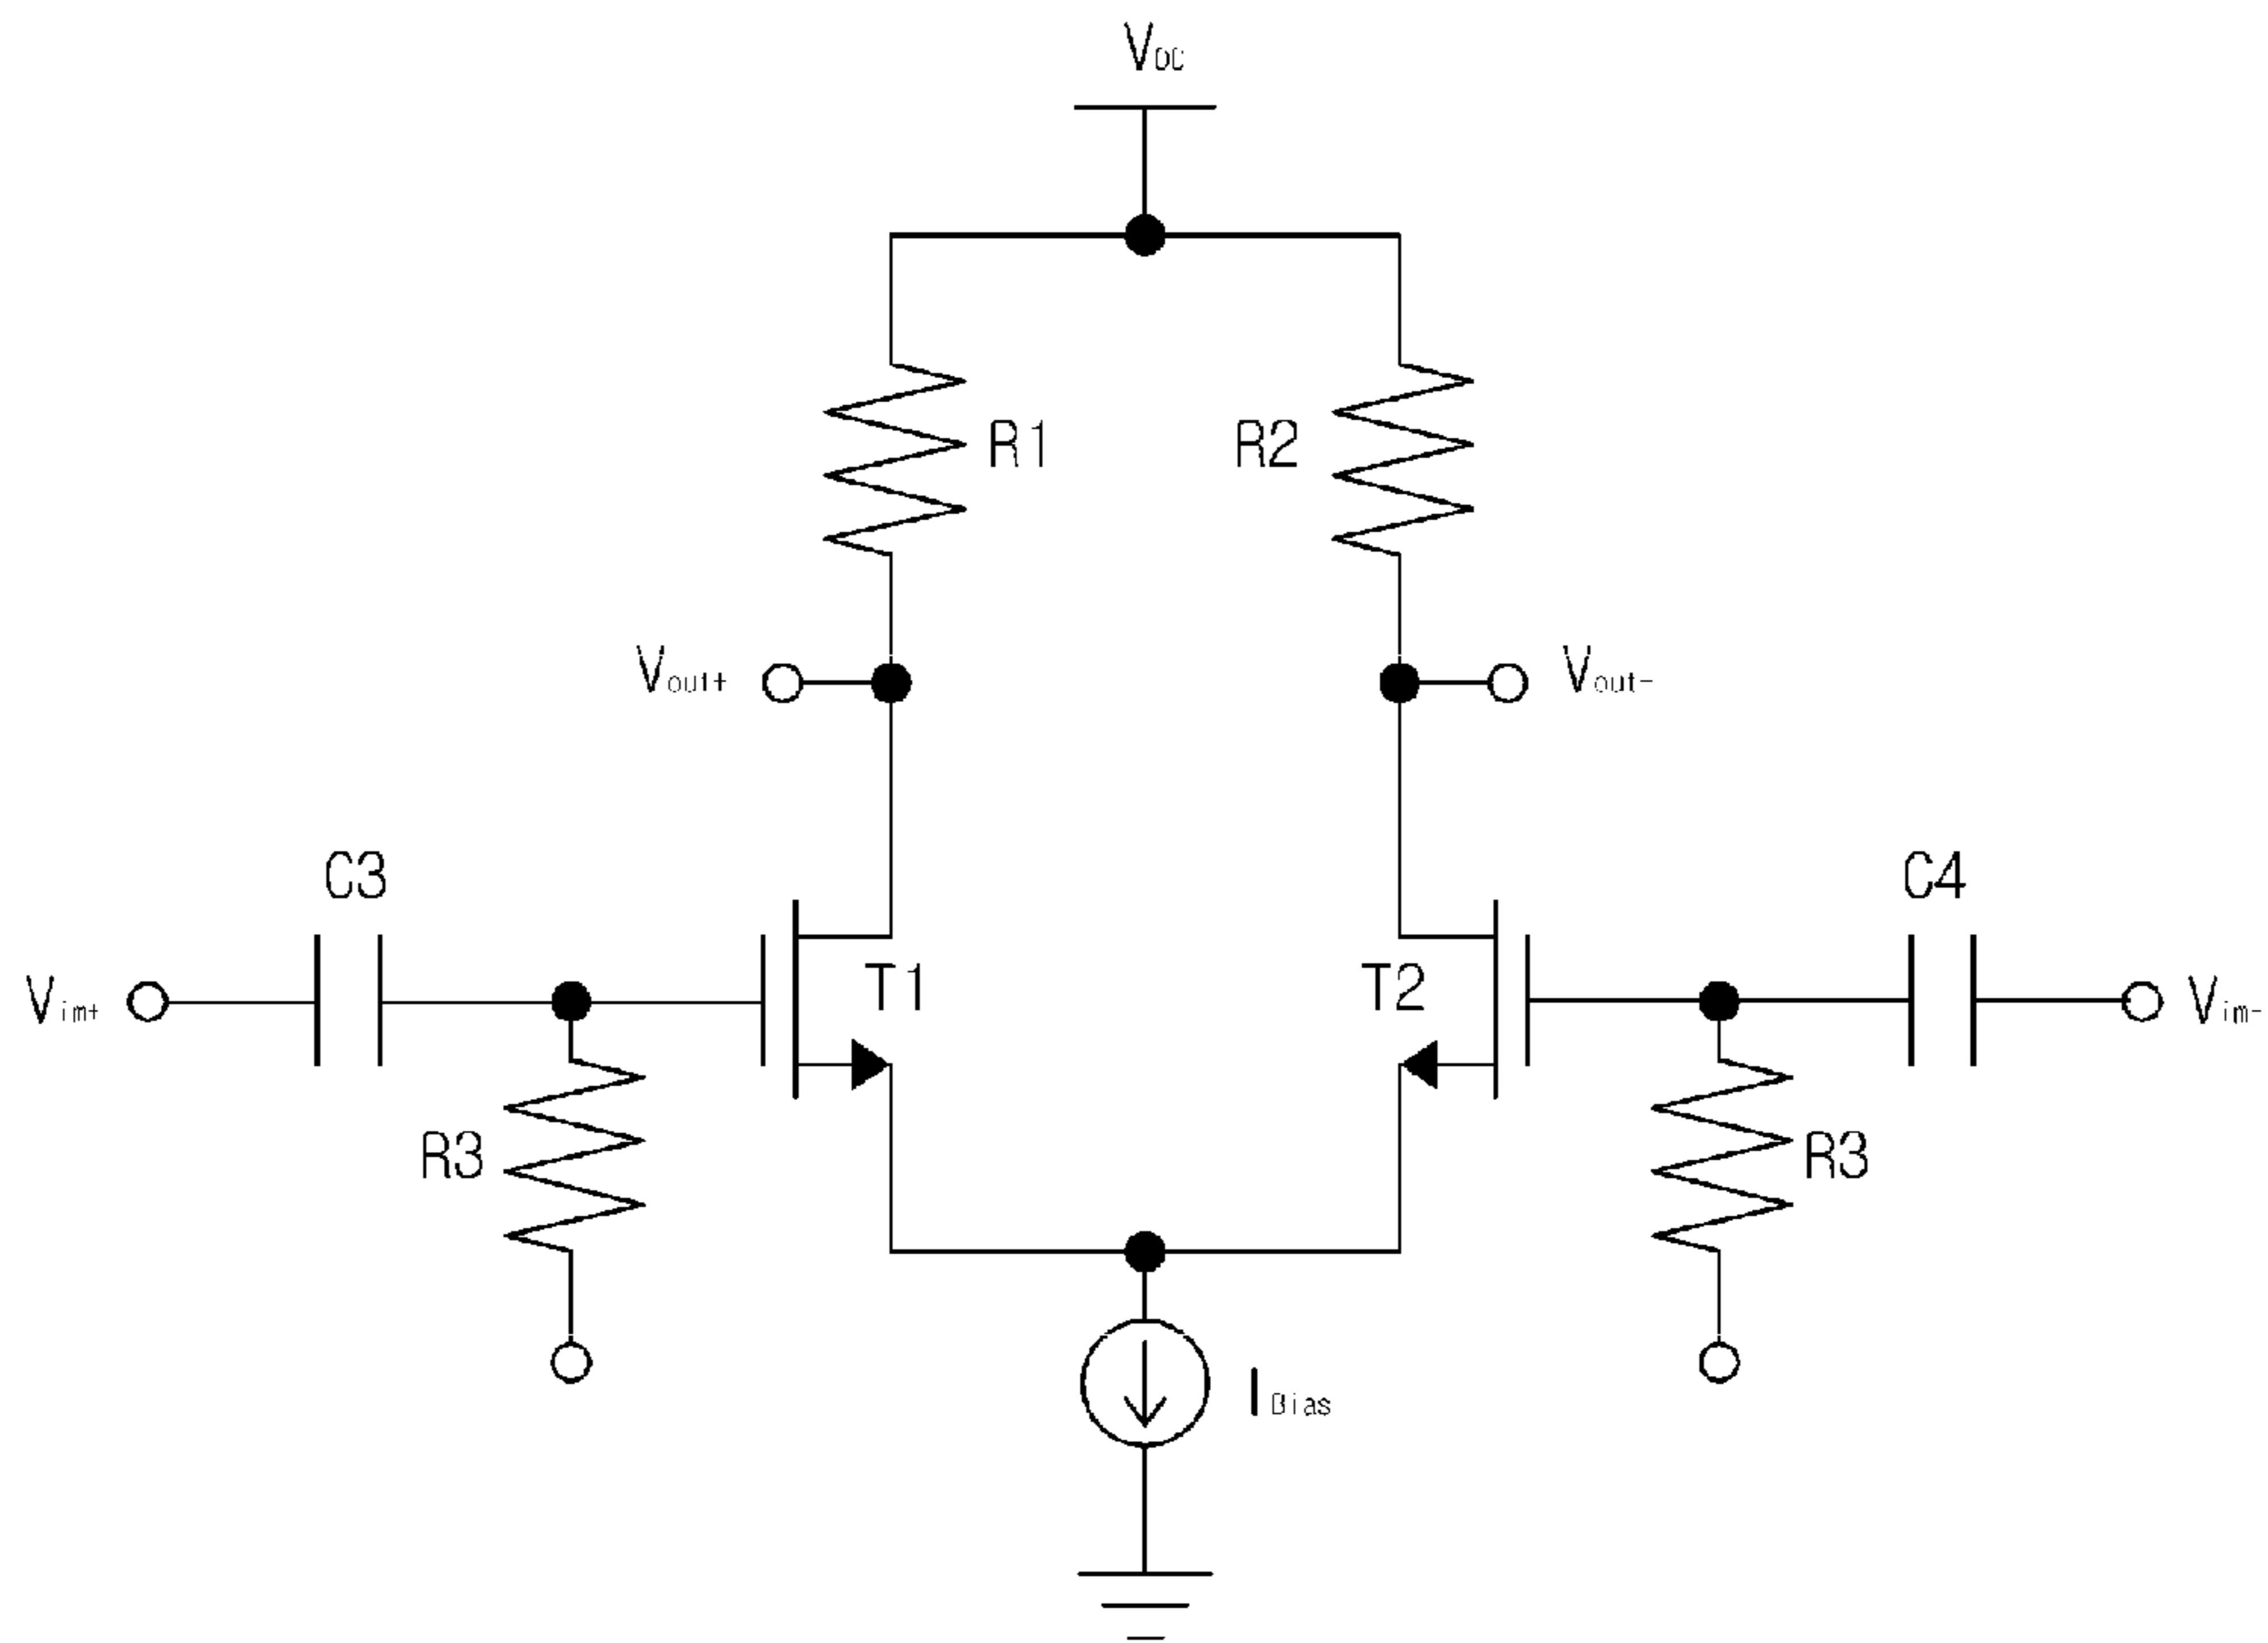 VDC
R1
R2
Vout+
Vout-
C3
C4
Vim+
T1
T2
Vim-
R3
R3
IBias